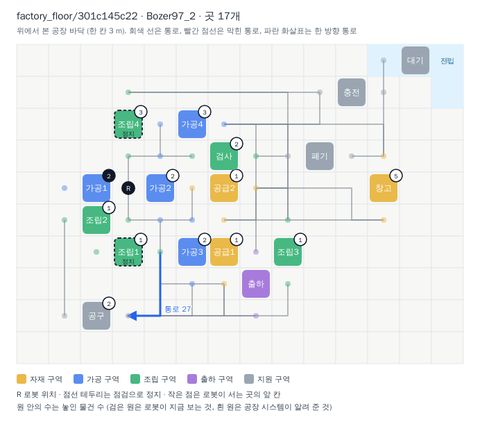 factory_floor/301c145c22 · Bozer97_2 · 곳 17개
위에서 본 공장 바닥 (한 칸 3 m). 회색 선은 통로, 빨간 점선은 막힌 통로, 파란 화살표는 한 방향 통로
대기
진입
충전
3
조립4
정지
3
가공4
2
검사
폐기
2
가공1
R
2
가공2
1
공급2
5
창고
1
조립2
1
조립1
정지
2
가공3
1
공급1
1
조립3
출하
2
공구
통로 27
자재 구역
가공 구역
조립 구역
출하 구역
지원 구역
R 로봇 위치 · 점선 테두리는 점검으로 정지 · 작은 점은 로봇이 서는 곳의 앞 칸
원 안의 수는 놓인 물건 수 (검은 원은 로봇이 지금 보는 것, 흰 원은 공장 시스템이 알려 준 것)